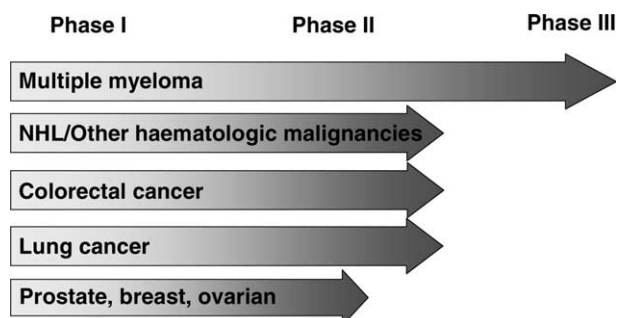 Phase I Phase II Phase III
Multiple myeloma
NHL/Other haematologic malignancies
Colorectal cancer
Lung cancer
Prostate, breast, ovarian